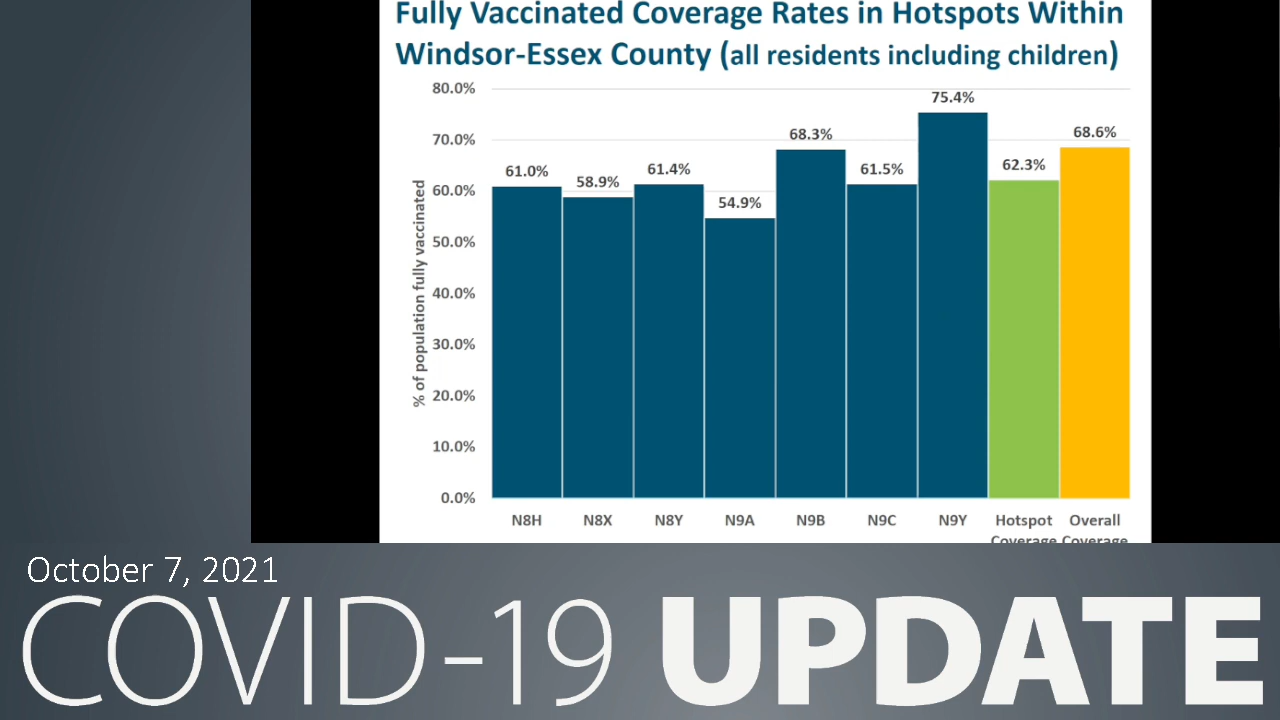 Fully Vaccinated Coverage Rates in Hotspots Within
Windsor-Essex County (all residents including children)
80.0%
70.0%
60.0%
50.0%
40.0%
30.0%
20.0%
10.0%
0.0%
% of population fully vaccinated
61.0%
58.9%
61.4%
54.9%
68.3%
61.5%
75.4%
62.3%
68.6%
N8H N8X N8Y N9A N9B N9C N9Y Hotspot Overall
Coverage Coverage
October 7, 2021
COVID-19 UPDATE